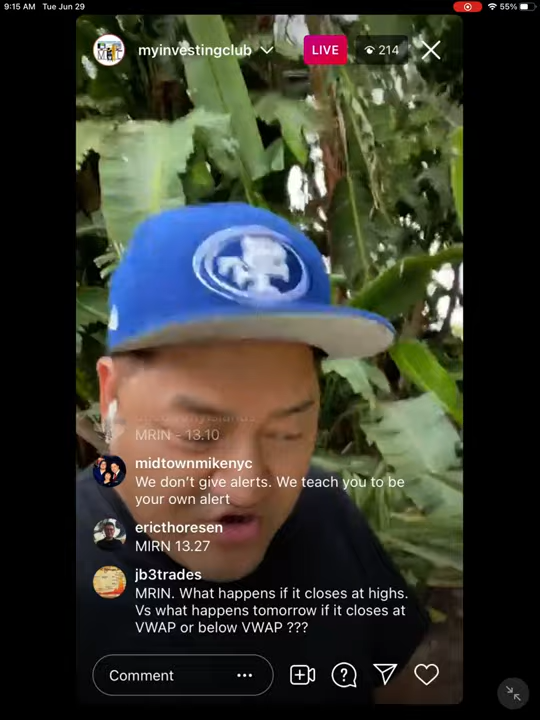 9:15 AM Tue Jun 29
55%
myinvestingclub
LIVE
214
MRIN - 13.10
midtownmikenyc
We don't give alerts. We teach you to be
your own alert
ericthoresen
MIRN 13.27
jb3trades
MRIN. What happens if it closes at highs.
Vs what happens tomorrow if it closes at
VWAP or below VWAP ???
Comment